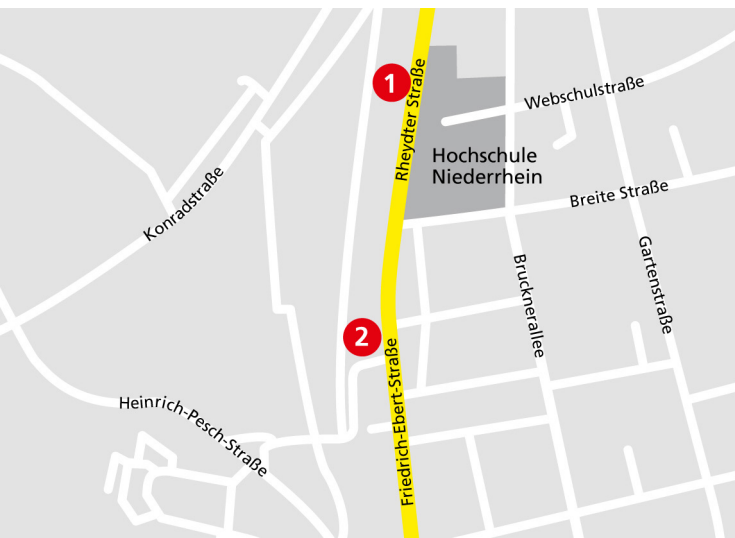 1
Rheydter Straße
Webschulstraße
Hochschule
Niederrhein
Konradstraße
Breite Straße
Brucknerallee
Gartenstraße
2
Friedrich-Ebert-Straße
Heinrich-Pesch-Straße